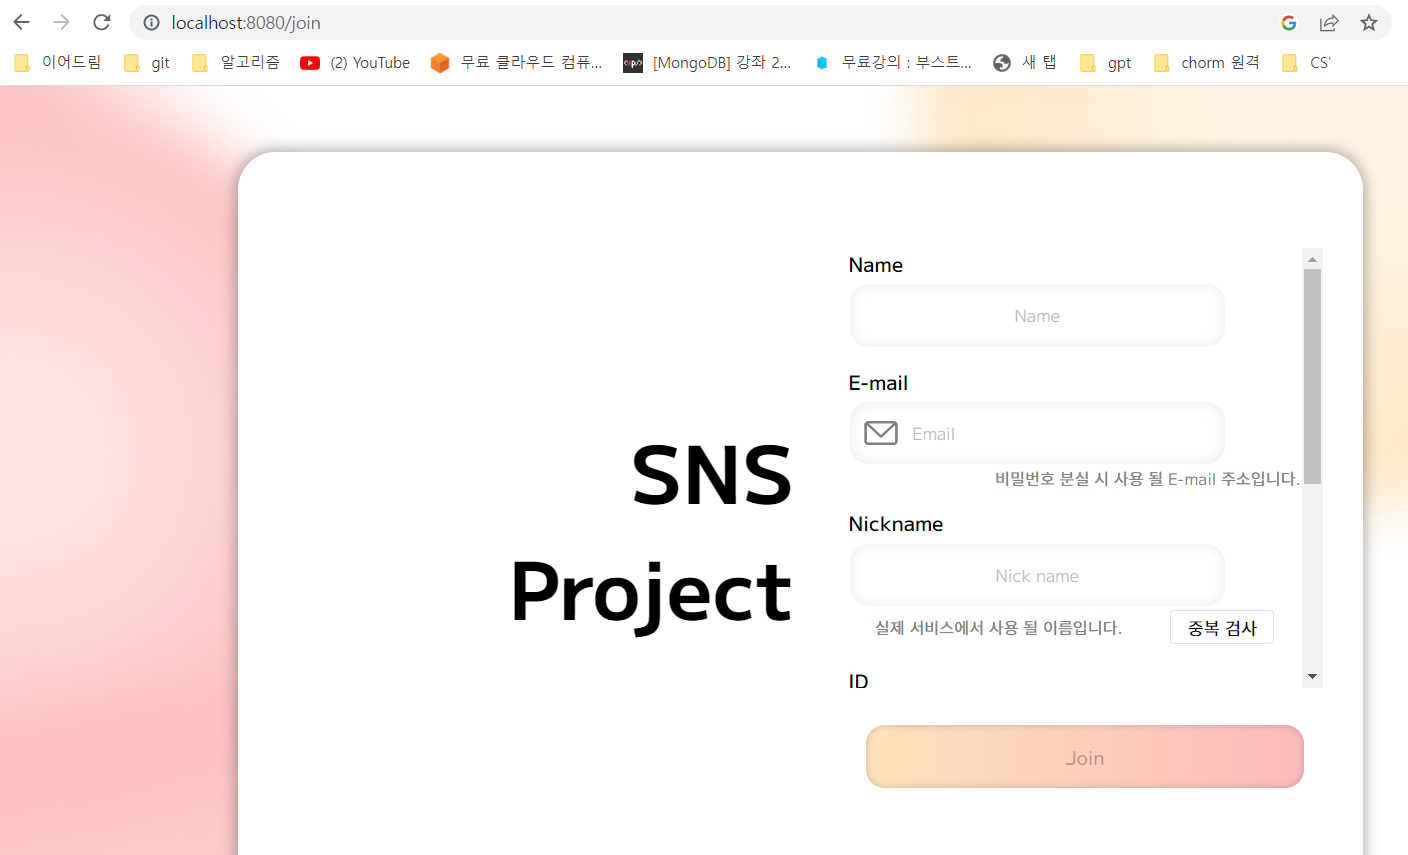 localhost:8080/join
이어드림 git 알고리즘 (2) YouTube 무료 클라우드 컴퓨... [MongoDB] 강좌 2... 무료강의 : 부스트... 새 탭 gpt chorm 원격 CS'
SNS
Project
Name
Name
E-mail
Email
비밀번호 분실 시 사용 될 E-mail 주소입니다.
Nickname
Nick name
실제 서비스에서 사용 될 이름입니다. 중복 검사
ID
Join